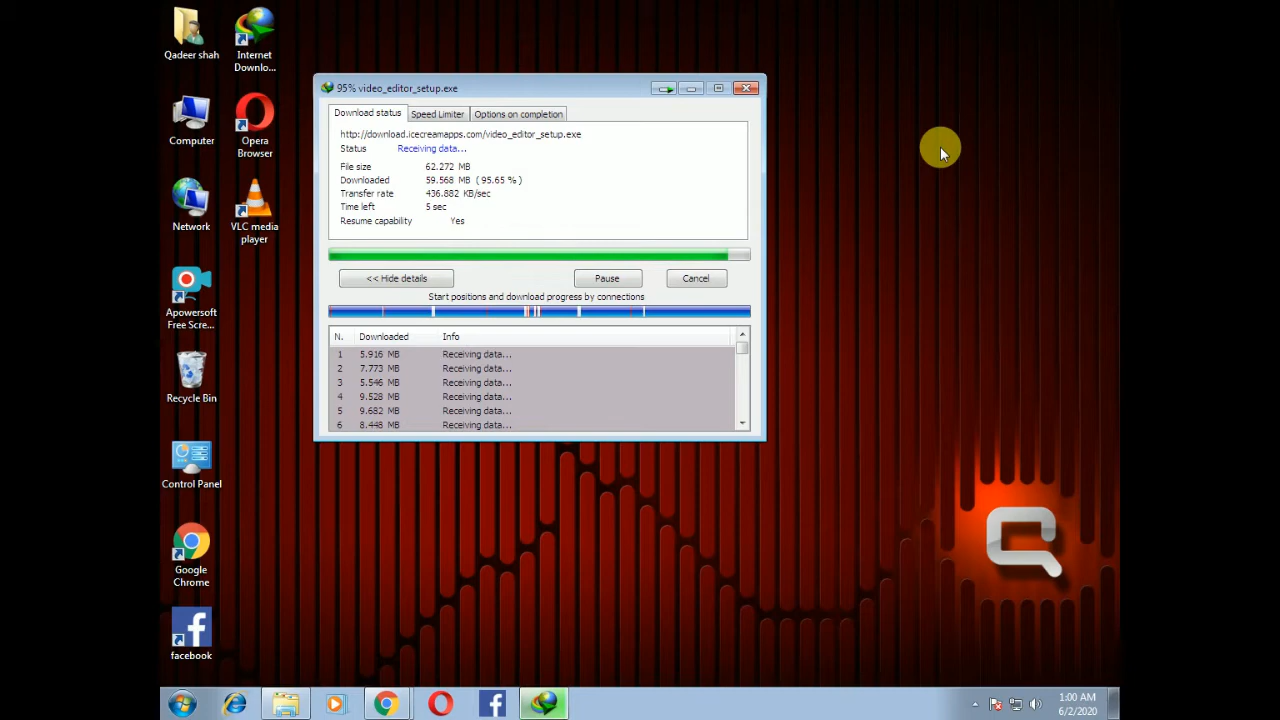 Qadeer shah
Internet
Downlo...
Computer
Opera
Browser
Network
VLC media
player
Apowersoft
Free Scre...
Recycle Bin
Control Panel
Google
Chrome
facebook
95% video_editor_setup.exe
Download status
Speed Limiter
Options on completion
http://download.icecreamapps.com/video_editor_setup.exe
Status Receiving data...
File size 62.272 MB
Downloaded 59.568 MB ( 95.65 % )
Transfer rate 436.882 KB/sec
Time left 5 sec
Resume capability Yes
<< Hide details
Pause
Cancel
Start positions and download progress by connections
N. Downloaded Info
1 5.916 MB Receiving data...
2 7.773 MB Receiving data...
3 5.546 MB Receiving data...
4 9.528 MB Receiving data...
5 9.682 MB Receiving data...
6 8.448 MB Receiving data...
1:00 AM
6/2/2020